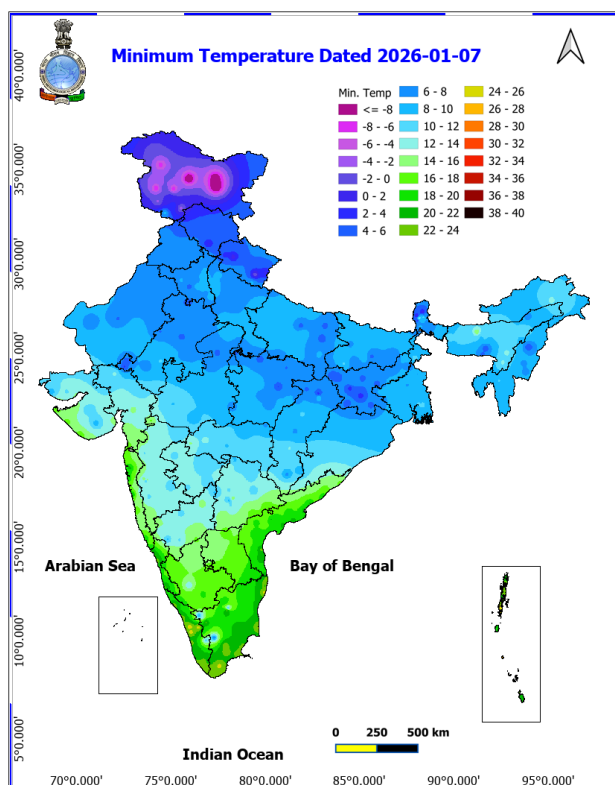 Minimum Temperature Dated 2026-01-07
Min. Temp
<= -8
-8 - -6
-6 - -4
-4 - -2
-2 - 0
0 - 2
2 - 4
4 - 6
6 - 8
8 - 10
10 - 12
12 - 14
14 - 16
16 - 18
18 - 20
20 - 22
22 - 24
24 - 26
26 - 28
28 - 30
30 - 32
32 - 34
34 - 36
36 - 38
38 - 40
40°0.000'
35°0.000'
30°0.000'
25°0.000'
20°0.000'
15°0.000'
10°0.000'
5°0.000'
Arabian Sea
Bay of Bengal
Indian Ocean
0 250 500 km
70°0.000' 75°0.000' 80°0.000' 85°0.000' 90°0.000' 95°0.000'